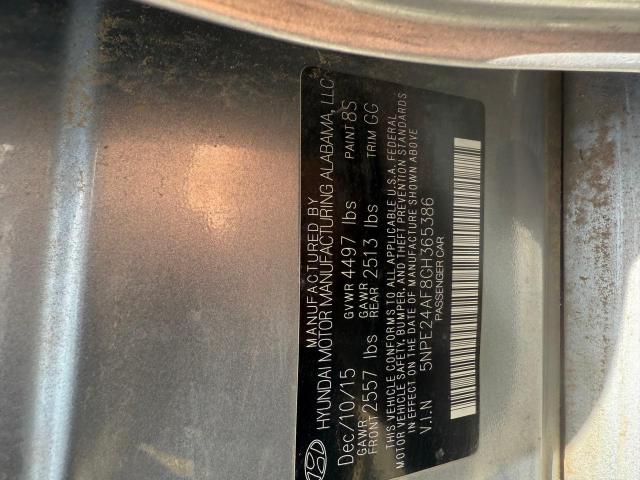 MANUFACTURED BY
HYUNDAI MOTOR MANUFACTURING ALABAMA, LLC
Dec/10/15 GVWR 4497 lbs PAINT 8S
GAWR FRONT 2557 lbs GAWR REAR 2513 lbs TRIM GG
THIS VEHICLE CONFORMS TO ALL APPLICABLE U.S.A. FEDERAL
MOTOR VEHICLE SAFETY, BUMPER, AND THEFT PREVENTION STANDARDS
IN EFFECT ON THE DATE OF MANUFACTURE SHOWN ABOVE
V.I.N 5NPE24AF8GH365386
PASSENGER CAR